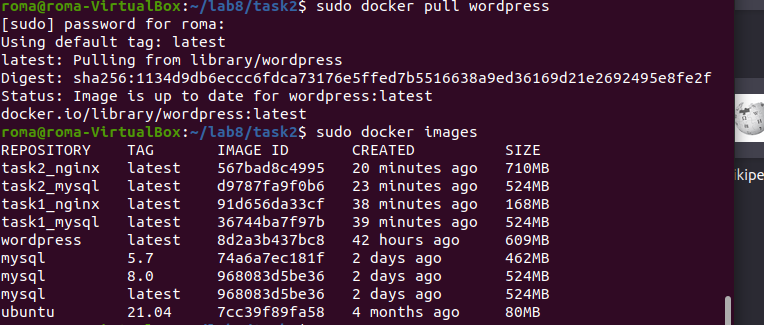 roma@roma-VirtualBox:~/lab8/task2$ sudo docker pull wordpress
[sudo] password for roma:
Using default tag: latest
latest: Pulling from library/wordpress
Digest: sha256:1134d9db6eccc6fdca73176e5ffed7b5516638a9ed36169d21e2692495e8fe2f
Status: Image is up to date for wordpress:latest
docker.io/library/wordpress:latest
roma@roma-VirtualBox:~/lab8/task2$ sudo docker images
REPOSITORY TAG IMAGE ID CREATED SIZE
task2_nginx latest 567bad8c4995 20 minutes ago 710MB
task2_mysql latest d9787fa9f0b6 23 minutes ago 524MB
task1_nginx latest 91d656da33cf 38 minutes ago 168MB
task1_mysql latest 36744ba7f97b 39 minutes ago 524MB
wordpress latest 8d2a3b437bc8 42 hours ago 609MB
mysql 5.7 74a6a7ec181f 2 days ago 462MB
mysql 8.0 968083d5be36 2 days ago 524MB
mysql latest 968083d5be36 2 days ago 524MB
ubuntu 21.04 7cc39f89fa58 4 months ago 80MB
ikipe